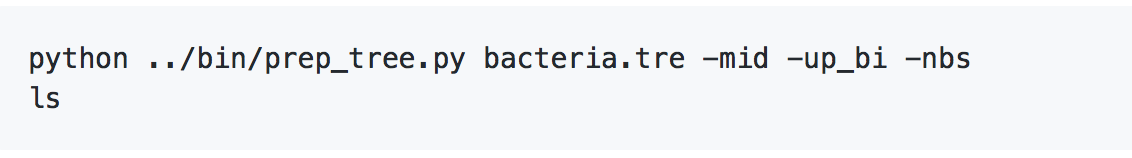 python ../bin/prep_tree.py bacteria.tre -mid -up_bi -nbs
ls